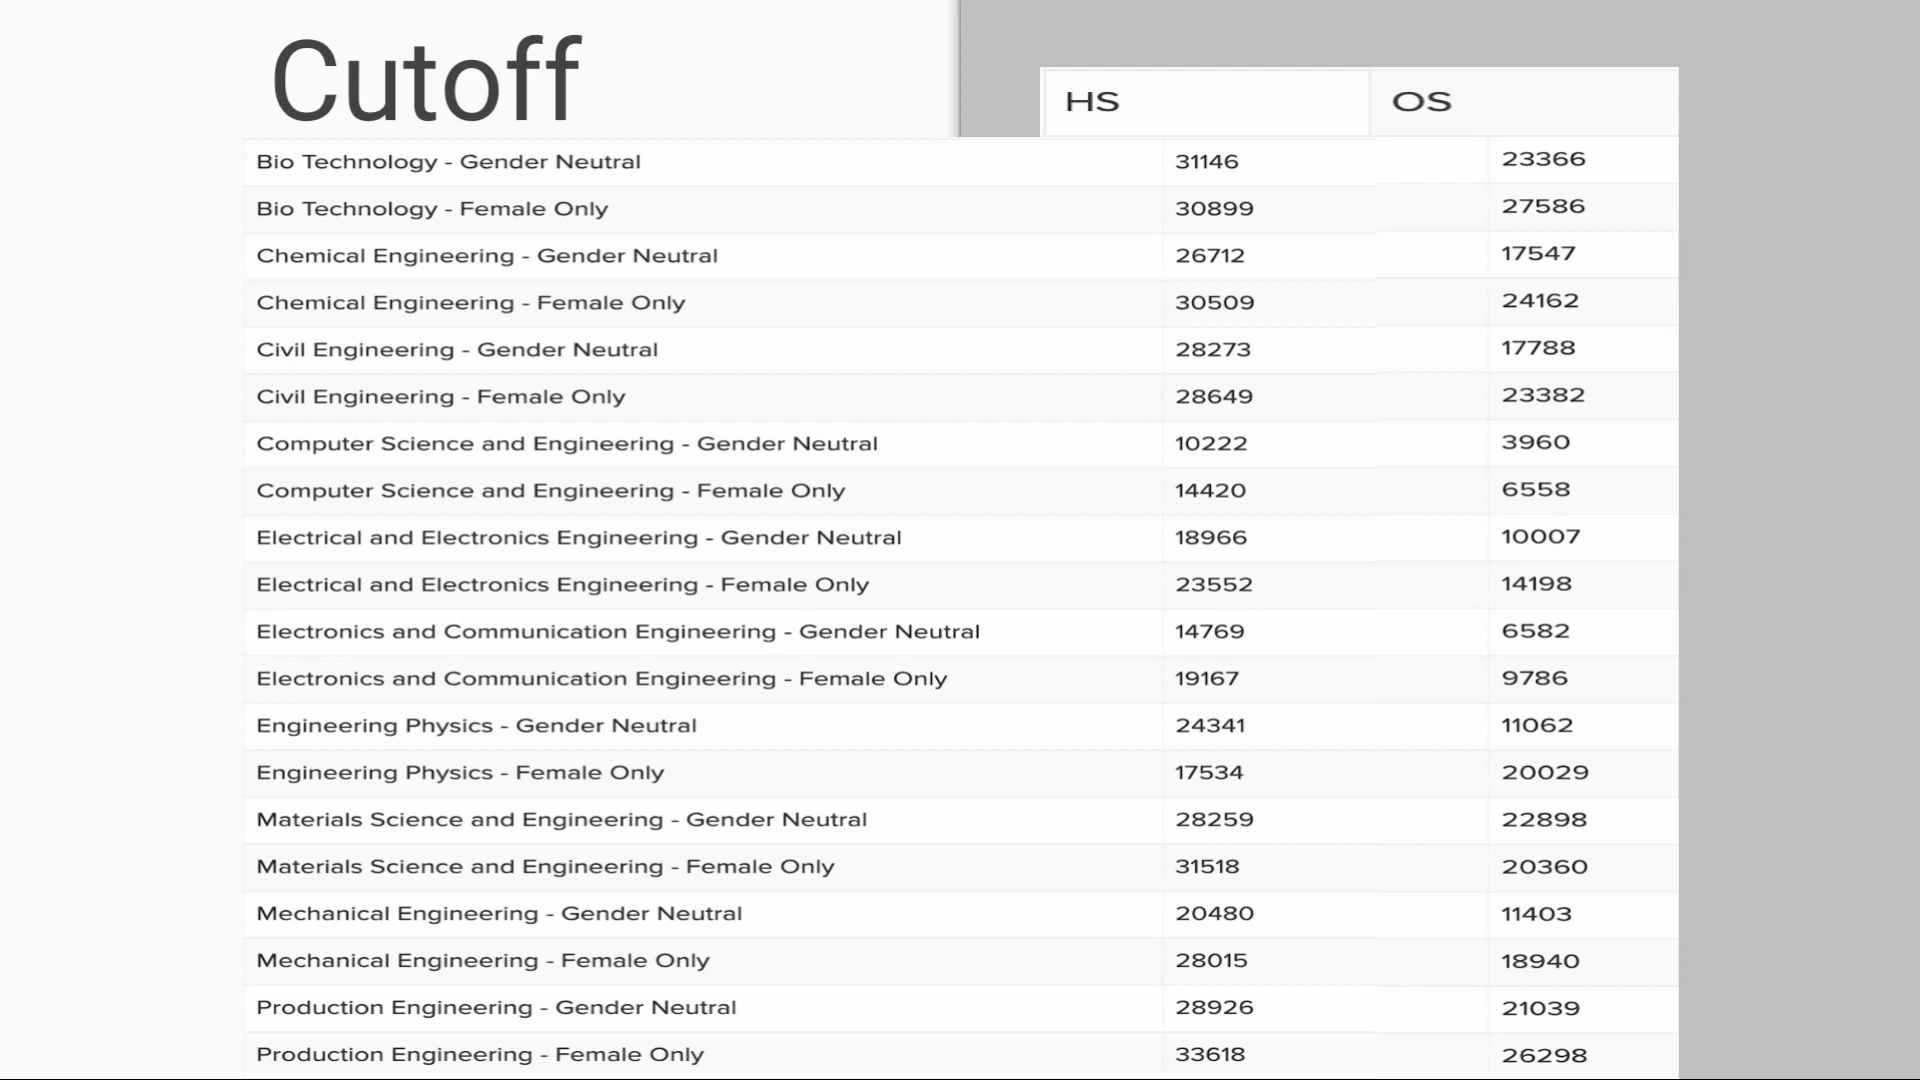 Cutoff
HS OS
Bio Technology - Gender Neutral 31146 23366
Bio Technology - Female Only 30899 27586
Chemical Engineering - Gender Neutral 26712 17547
Chemical Engineering - Female Only 30509 24162
Civil Engineering - Gender Neutral 28273 17788
Civil Engineering - Female Only 28649 23382
Computer Science and Engineering - Gender Neutral 10222 3960
Computer Science and Engineering - Female Only 14420 6558
Electrical and Electronics Engineering - Gender Neutral 18966 10007
Electrical and Electronics Engineering - Female Only 23552 14198
Electronics and Communication Engineering - Gender Neutral 14769 6582
Electronics and Communication Engineering - Female Only 19167 9786
Engineering Physics - Gender Neutral 24341 11062
Engineering Physics - Female Only 17534 20029
Materials Science and Engineering - Gender Neutral 28259 22898
Materials Science and Engineering - Female Only 31518 20360
Mechanical Engineering - Gender Neutral 20480 11403
Mechanical Engineering - Female Only 28015 18940
Production Engineering - Gender Neutral 28926 21039
Production Engineering - Female Only 33618 26298